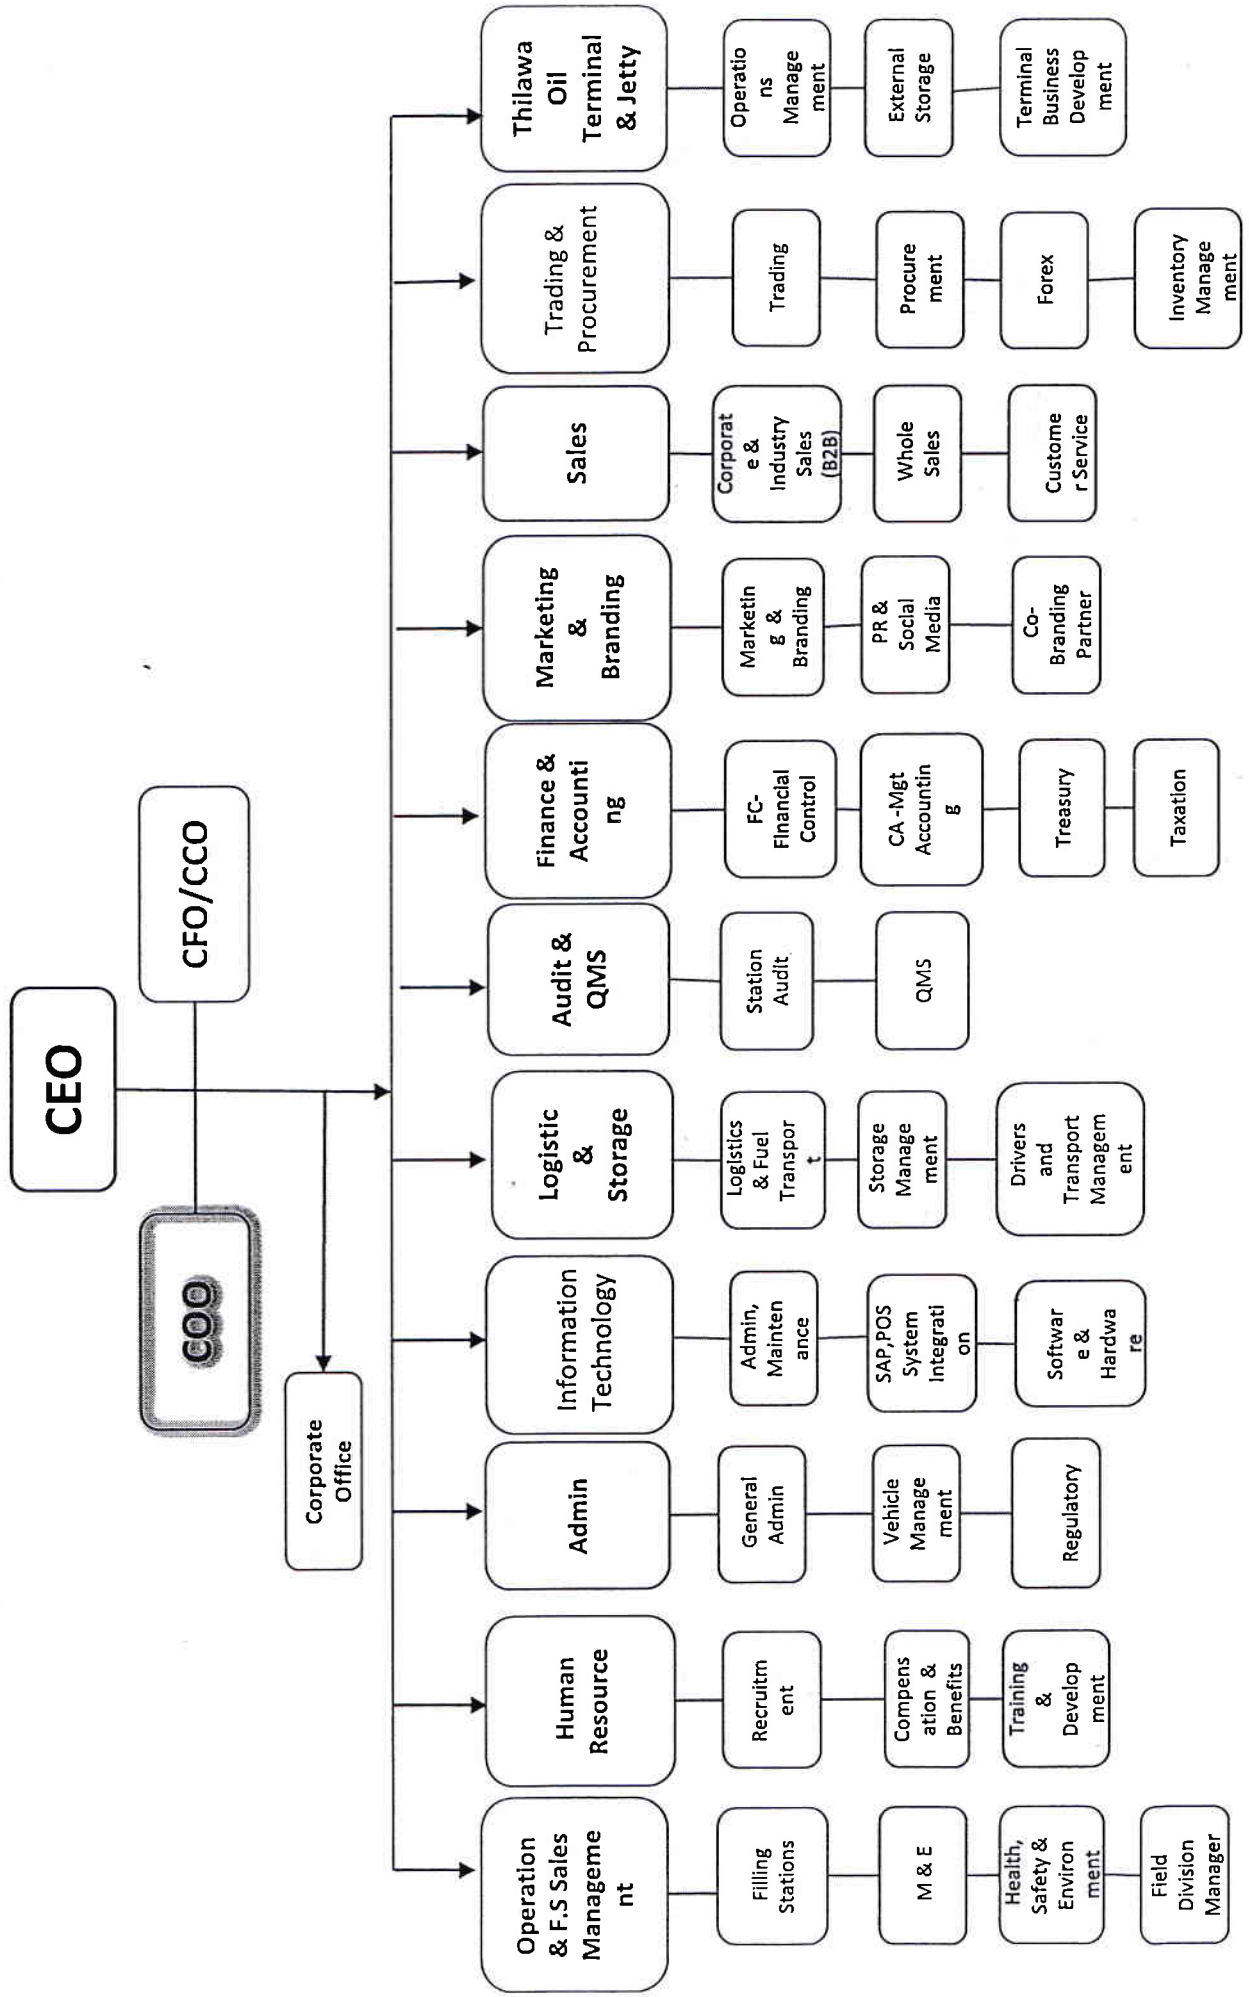 CEO
COO
CFO/CCO
Corporate
Office
Operation
& F.S Sales
Manageme
nt
Filling
Stations
M & E
Health,
Safety &
Environ
ment
Field
Division
Manager
Human
Resource
Recruitm
ent
Compens
ation &
Benefits
Training
&
Develop
ment
Admin
General
Admin
Vehicle
Manage
ment
Regulatory
Information
Technology
Admin,
Mainten
ance
SAP,POS
System
Integrati
on
Softwar
e &
Hardwa
re
Logistic
&
Storage
Logistics
& Fuel
Transpor
t
Storage
Manage
ment
Drivers
and
Transport
Managem
ent
Audit &
QMS
Station
Audit
QMS
Finance &
Accounti
ng
FC-
FInancial
Control
CA -Mgt
Accountin
g
Treasury
Taxation
Marketing
&
Branding
Marketin
g &
Branding
PR &
Social
Media
Co-
Branding
Partner
Sales
Corporat
e &
Industry
Sales
(B2B)
Whole
Sales
Custome
r Service
Trading &
Procurement
Trading
Procure
ment
Forex
Inventory
Manage
ment
Thilawa
Oil
Terminal
& Jetty
Operatio
ns
Manage
ment
External
Storage
Terminal
Business
Develop
ment